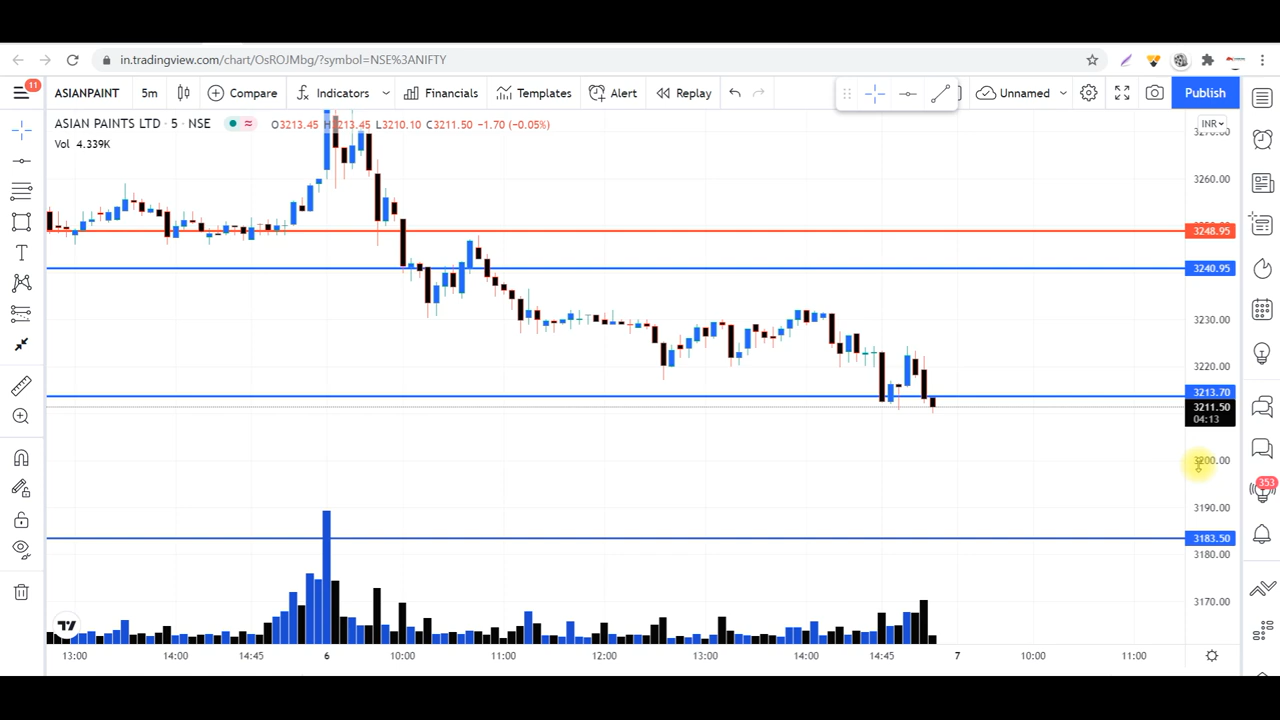 in.tradingview.com/chart/OsROJMbg/?symbol=NSE%3ANIFTY
11
ASIANPAINT 5m Compare Indicators Financials Templates Alert Replay Unnamed Publish
ASIAN PAINTS LTD · 5 · NSE O3213.45 H3213.45 L3210.10 C3211.50 −1.70 (−0.05%)
INR
Vol 4.339K
3260.00
3248.95
3240.95
3230.00
3220.00
3213.70
3211.50
04:13
3200.00
353
3190.00
3183.50
3180.00
3170.00
13:00 14:00 14:45 6 10:00 11:00 12:00 13:00 14:00 14:45 7 10:00 11:00